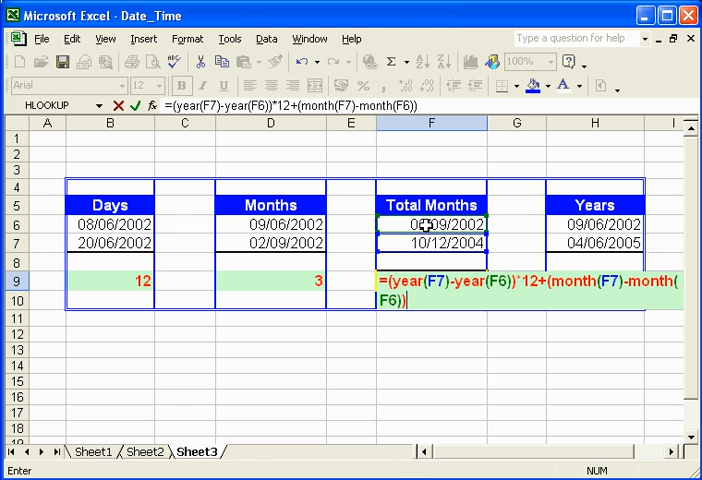 Microsoft Excel - Date_Time
File Edit View Insert Format Tools Data Window Help Type a question for help
Σ 100% ?
Arial 12 B I U $ % , A
HLOOKUP =(year(F7)-year(F6))*12+(month(F7)-month(F6))
A B C D E F G H I
1
2
3
4
5 Days Months Total Months Years
6 08/06/2002 09/06/2002 09/2002 09/06/2002
7 20/06/2002 02/09/2002 10/12/2004 04/06/2005
8
9 12 3 =(year(F7)-year(F6))*12+(month(F7)-month(
10 F6))
11
12
13
14
15
16
17
18
19
Sheet1 Sheet2 Sheet3
Enter NUM